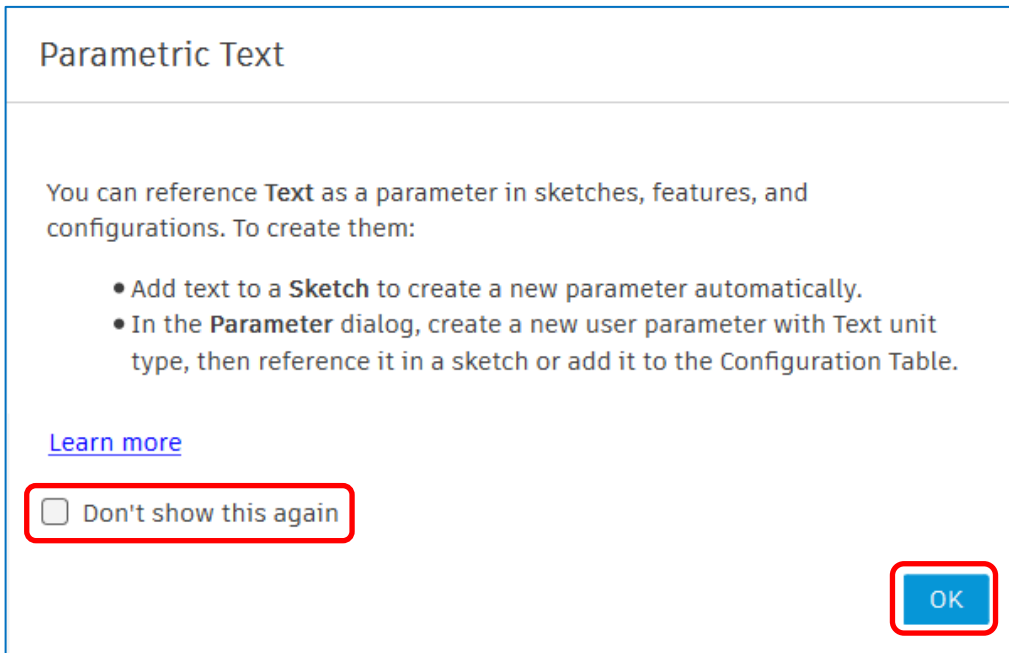 Parametric Text
You can reference Text as a parameter in sketches, features, and
configurations. To create them:
• Add text to a Sketch to create a new parameter automatically.
• In the Parameter dialog, create a new user parameter with Text unit
type, then reference it in a sketch or add it to the Configuration Table.
Learn more
Don't show this again
OK